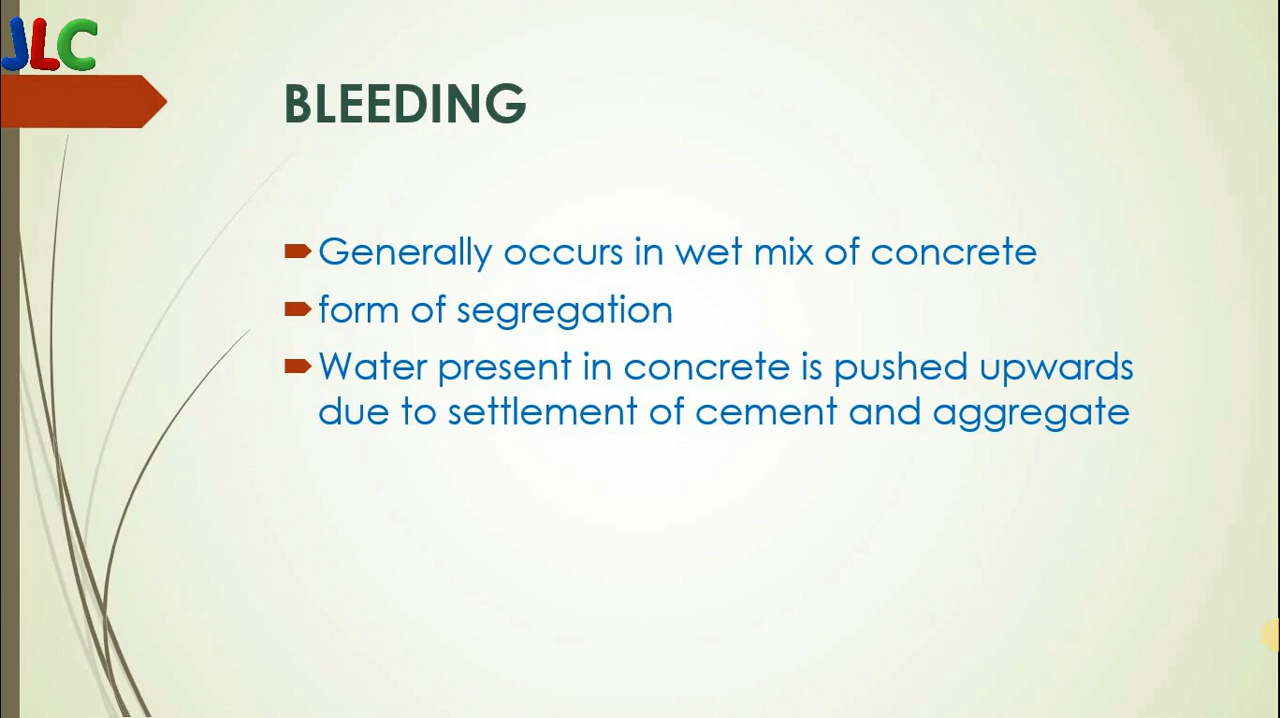 JLC
BLEEDING
Generally occurs in wet mix of concrete
form of segregation
Water present in concrete is pushed upwards
due to settlement of cement and aggregate